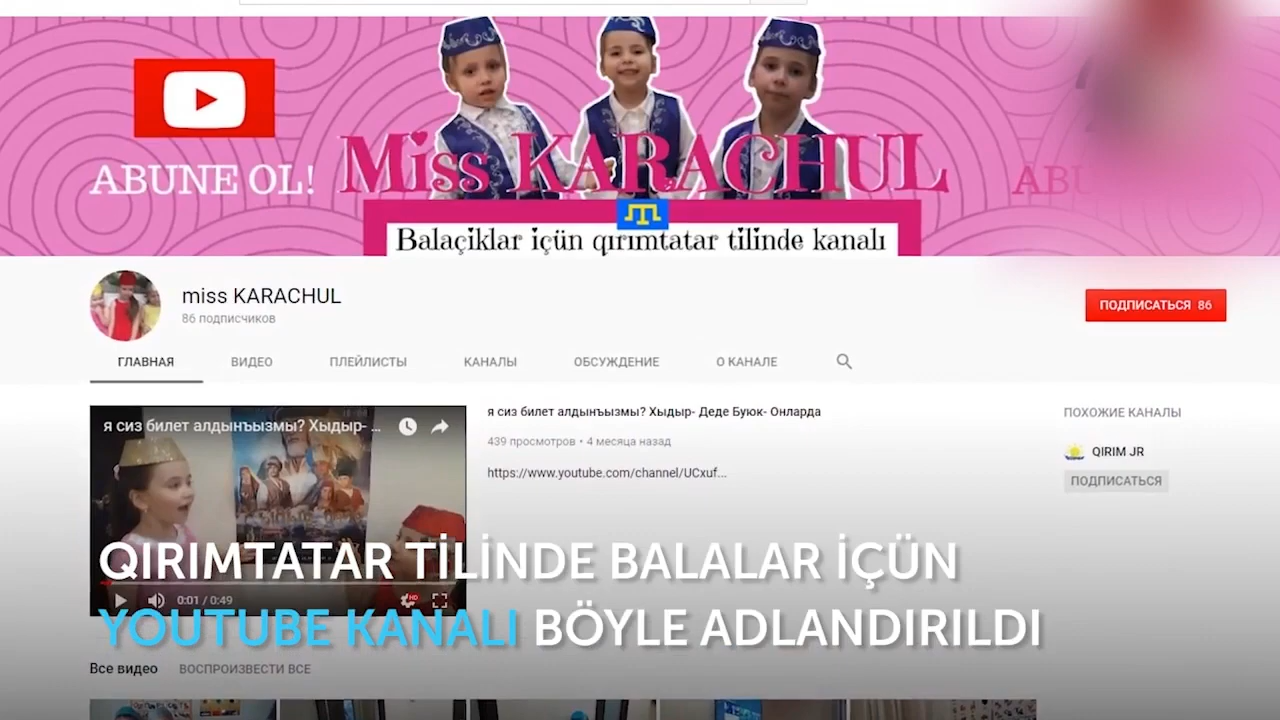 ABUNE OL!
Miss KARACHUL
Balaçiklar içün qırımtatar tilinde kanalı
miss KARACHUL
86 подписчиков
ПОДПИСАТЬСЯ 86
ГЛАВНАЯ ВИДЕО ПЛЕЙЛИСТЫ КАНАЛЫ ОБСУЖДЕНИЕ О КАНАЛЕ
я сиз билет алдынъызмы? Хыдыр- ...
я сиз билет алдынъызмы? Хыдыр- Деде Буюк- Онларда
439 просмотров • 4 месяца назад
https://www.youtube.com/channel/UCxuf...
ПОХОЖИЕ КАНАЛЫ
QIRIM JR
ПОДПИСАТЬСЯ
QIRIMTATAR TİLİNDE BALALAR İÇÜN
YOUTUBE KANALI BÖYLE ADLANDIRILDI
0:01 / 0:49
HD
Все видео ВОСПРОИЗВЕСТИ ВСЕ